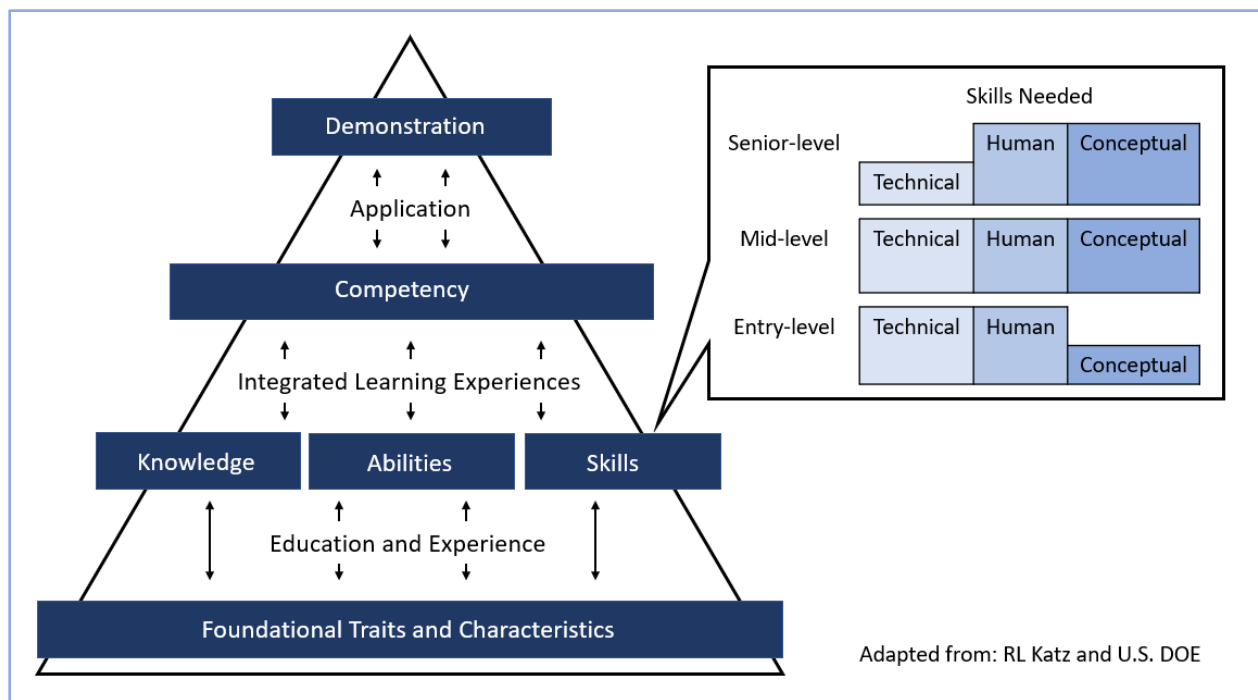 Demonstration
Application
Competency
Integrated Learning Experiences
Knowledge
Abilities
Skills
Education and Experience
Foundational Traits and Characteristics
Skills Needed
Senior-level
Technical
Human
Conceptual
Mid-level
Technical
Human
Conceptual
Entry-level
Technical
Human
Conceptual
Adapted from: RL Katz and U.S. DOE